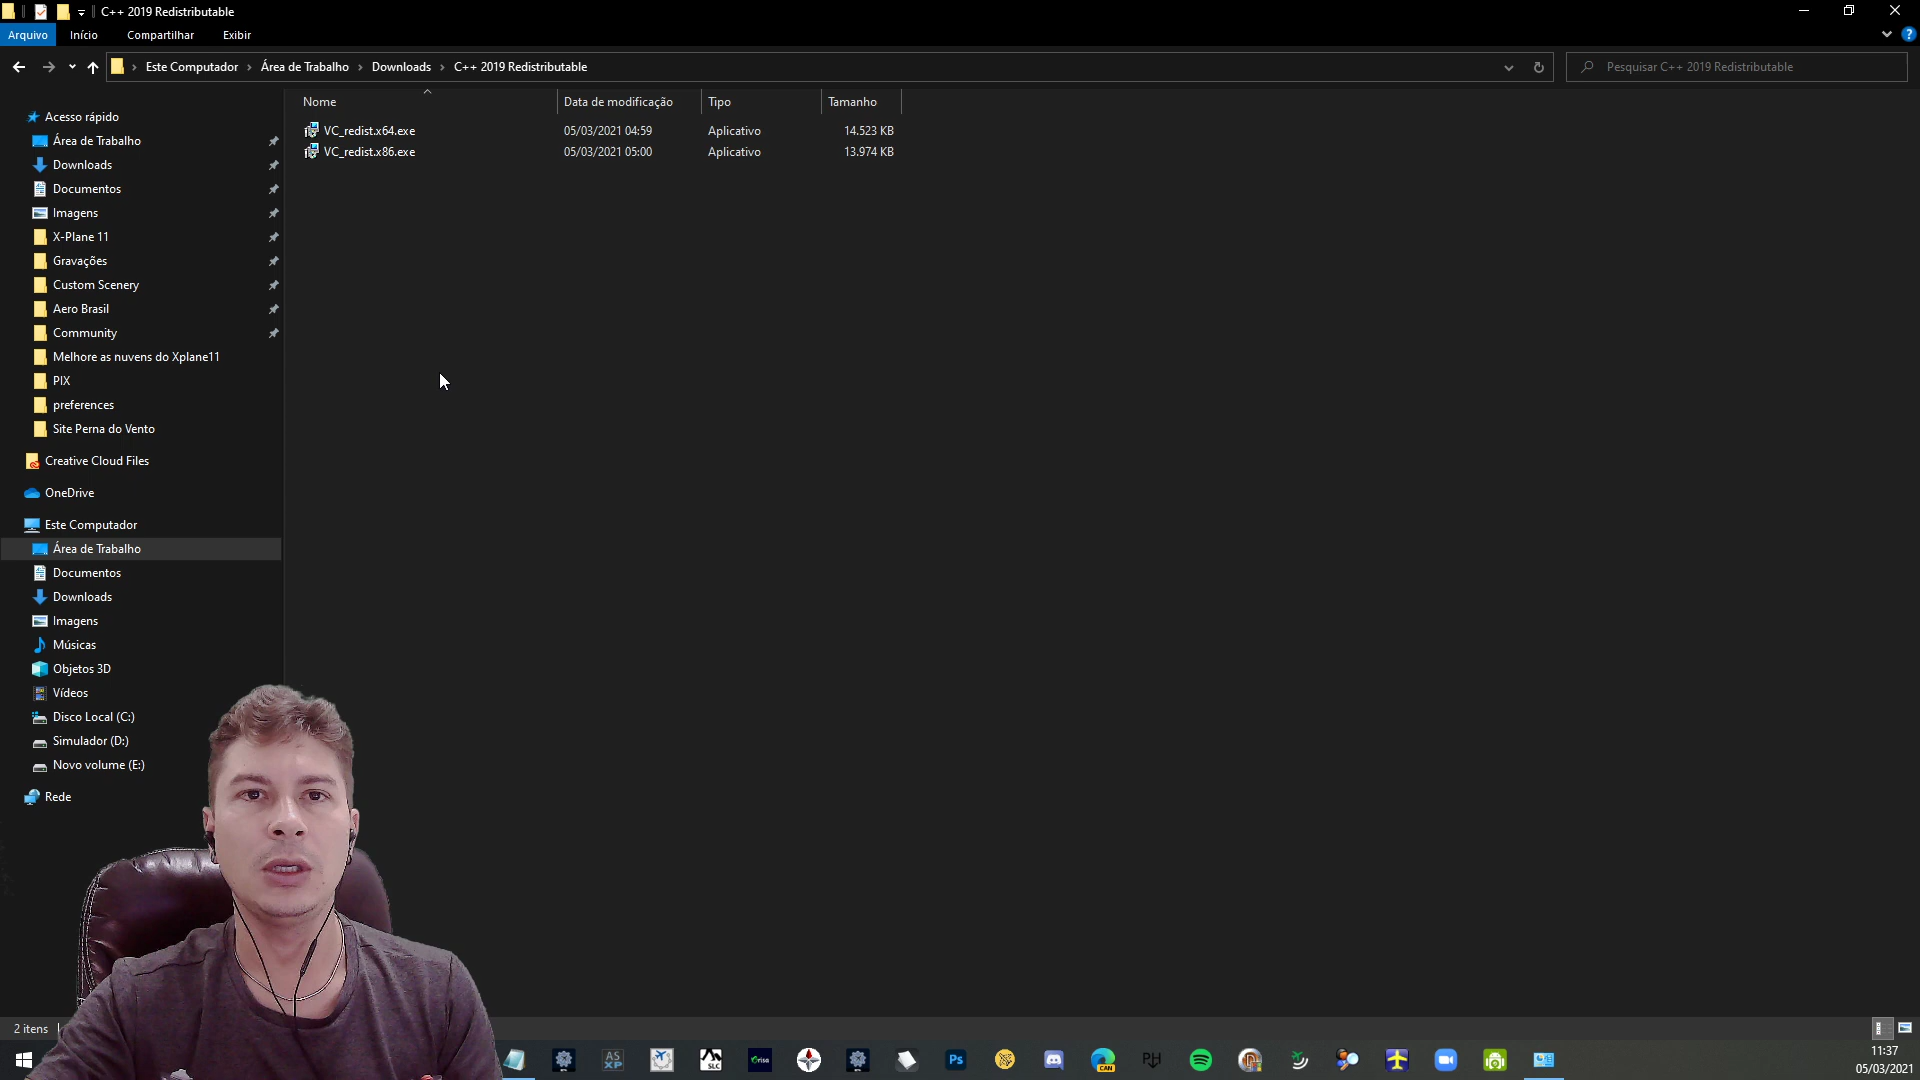 C++ 2019 Redistributable
Arquivo Início Compartilhar Exibir
Este Computador Área de Trabalho Downloads C++ 2019 Redistributable
Pesquisar C++ 2019 Redistributable
Nome Data de modificação Tipo Tamanho
VC_redist.x64.exe 05/03/2021 04:59 Aplicativo 14.523 KB
VC_redist.x86.exe 05/03/2021 05:00 Aplicativo 13.974 KB
Acesso rápido
Área de Trabalho
Downloads
Documentos
Imagens
X-Plane 11
Gravações
Custom Scenery
Aero Brasil
Community
Melhore as nuvens do Xplane11
PIX
preferences
Site Perna do Vento
Creative Cloud Files
OneDrive
Este Computador
Área de Trabalho
Documentos
Downloads
Imagens
Músicas
Objetos 3D
Vídeos
Disco Local (C:)
Simulador (D:)
Novo volume (E:)
Rede
2 itens
AS
XP
SLC
Ps
CAN
11:37
05/03/2021